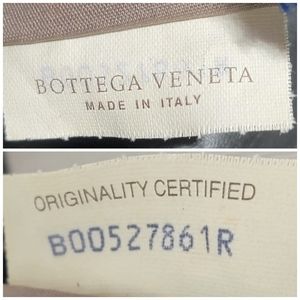 BOTTEGA VENETA
MADE IN ITALY
ORIGINALITY CERTIFIED
B00527861R